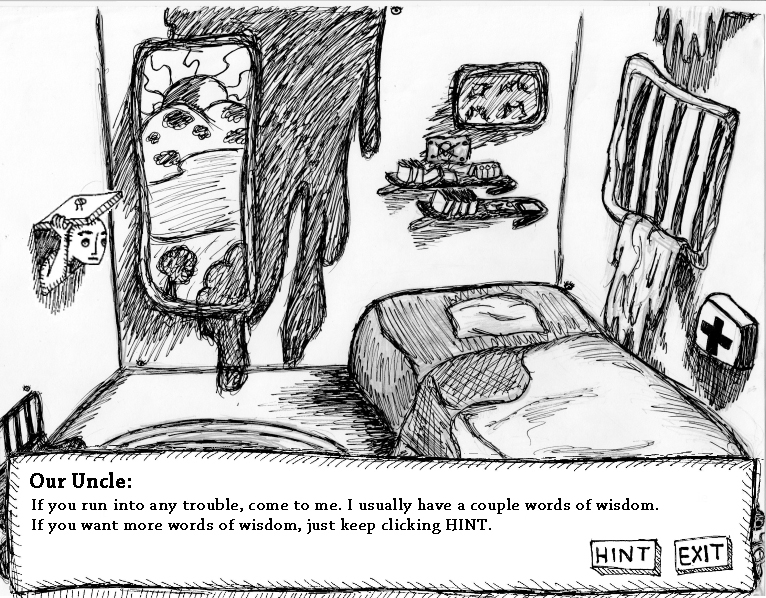 Our Uncle:
If you run into any trouble, come to me. I usually have a couple words of wisdom.
If you want more words of wisdom, just keep clicking HINT.
HINT EXIT